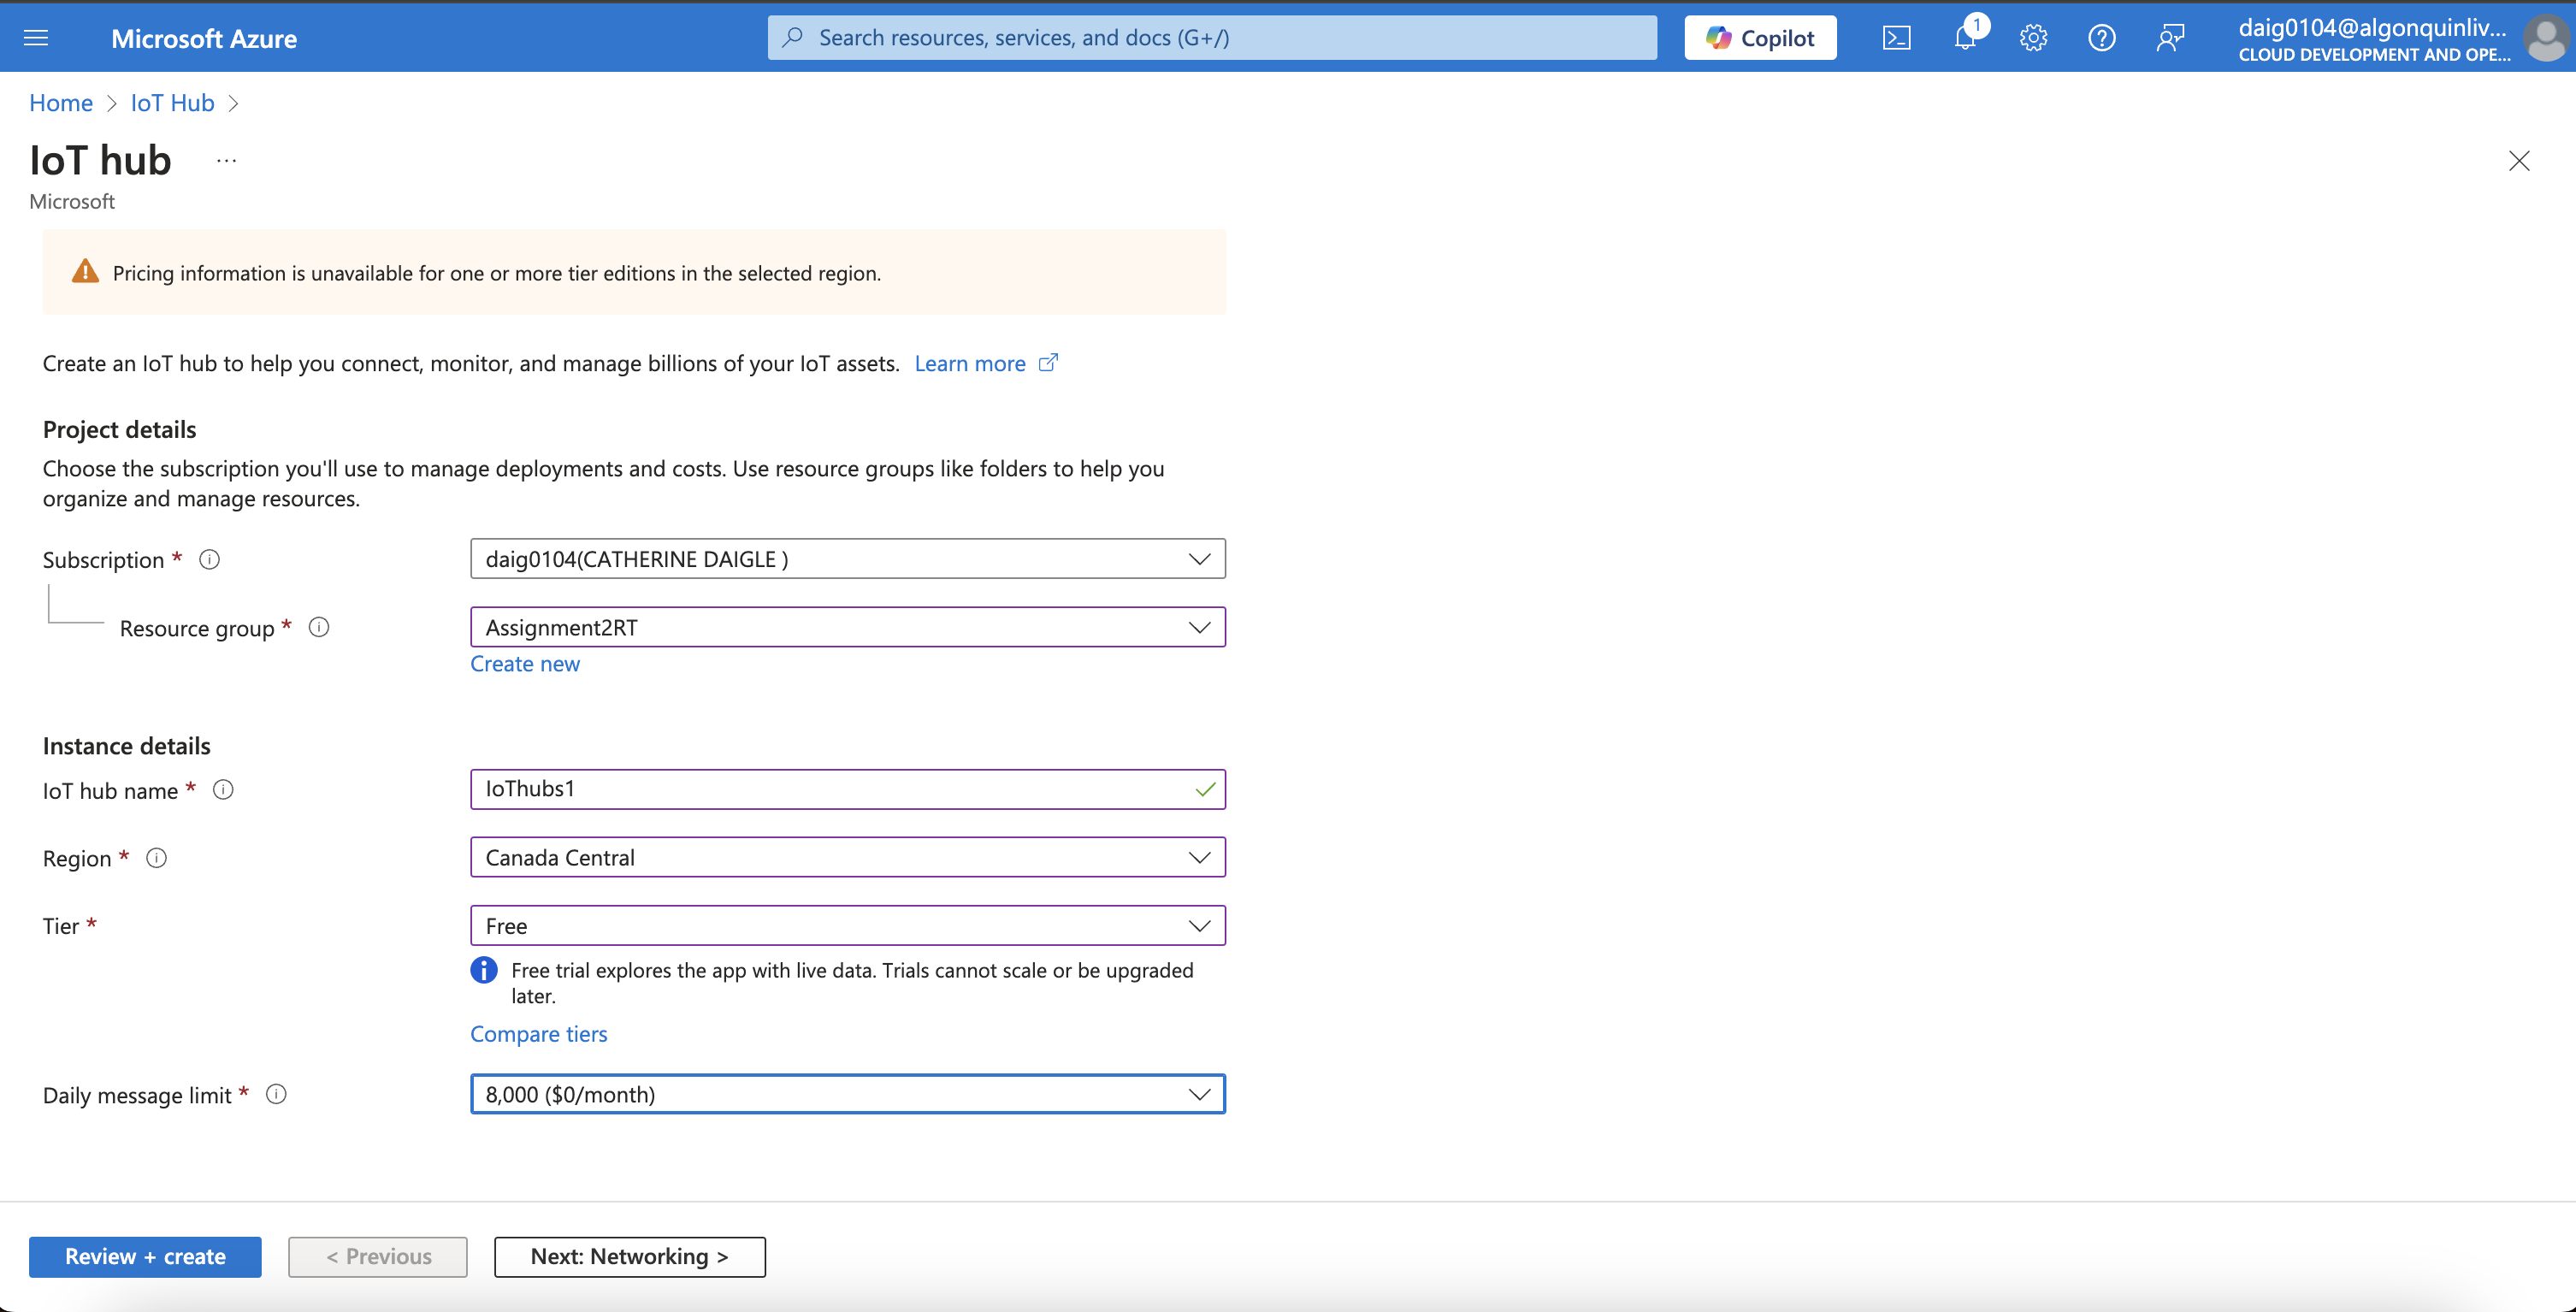 Microsoft Azure
Search resources, services, and docs (G+/)
Copilot
1
daig0104@algonquinliv...
CLOUD DEVELOPMENT AND OPE...
Home > IoT Hub >
IoT hub ...
Microsoft
Pricing information is unavailable for one or more tier editions in the selected region.
Create an IoT hub to help you connect, monitor, and manage billions of your IoT assets. Learn more
Project details
Choose the subscription you'll use to manage deployments and costs. Use resource groups like folders to help you
organize and manage resources.
Subscription *
daig0104(CATHERINE DAIGLE )
Resource group *
Assignment2RT
Create new
Instance details
IoT hub name *
IoThubs1
Region *
Canada Central
Tier *
Free
Free trial explores the app with live data. Trials cannot scale or be upgraded
later.
Compare tiers
Daily message limit *
8,000 ($0/month)
Review + create
< Previous
Next: Networking >